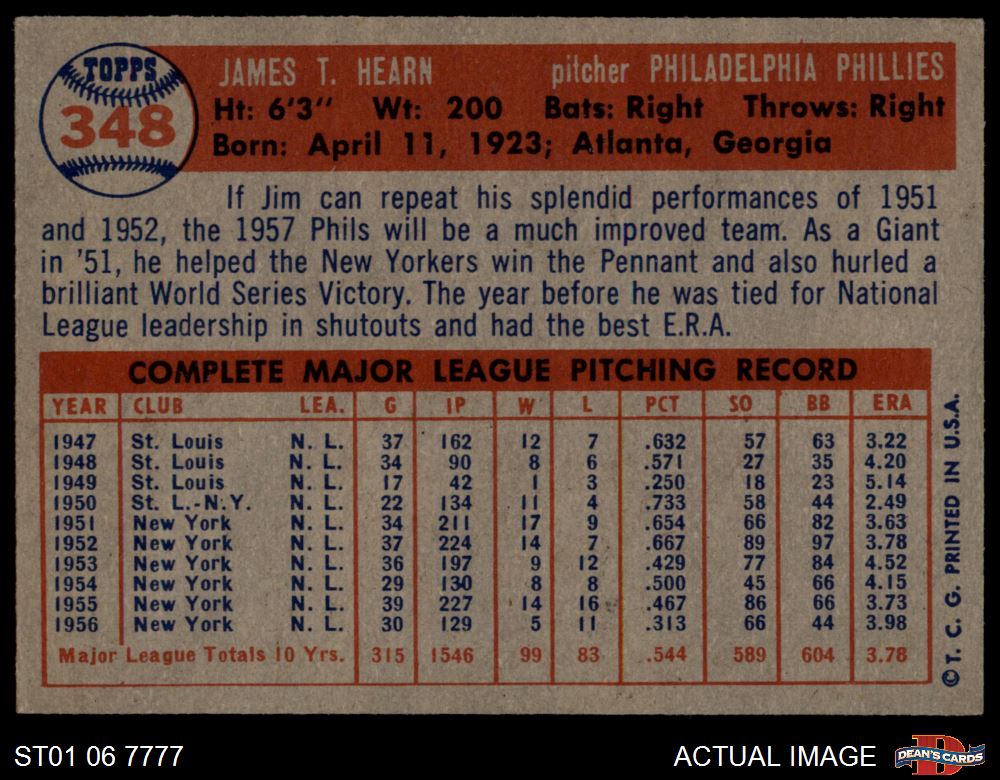 TOPPS
348
JAMES T. HEARN pitcher PHILADELPHIA PHILLIES
Ht: 6'3" Wt: 200 Bats: Right Throws: Right
Born: April 11, 1923; Atlanta, Georgia
If Jim can repeat his splendid performances of 1951
and 1952, the 1957 Phils will be a much improved team. As a Giant
in '51, he helped the New Yorkers win the Pennant and also hurled a
brilliant World Series Victory. The year before he was tied for National
League leadership in shutouts and had the best E.R.A.
COMPLETE MAJOR LEAGUE PITCHING RECORD
YEAR CLUB LEA. G IP W L PCT SO BB ERA
1947 St. Louis N. L. 37 162 12 7 .632 57 63 3.22
1948 St. Louis N. L. 34 90 8 6 .571 27 35 4.20
1949 St. Louis N. L. 17 42 1 3 .250 18 23 5.14
1950 St. L.-N.Y. N. L. 22 134 11 4 .733 58 44 2.49
1951 New York N. L. 34 211 17 9 .654 66 82 3.63
1952 New York N. L. 37 224 14 7 .667 89 97 3.78
1953 New York N. L. 36 197 9 12 .429 77 84 4.52
1954 New York N. L. 29 130 8 8 .500 45 66 4.15
1955 New York N. L. 39 227 14 16 .467 86 66 3.73
1956 New York N. L. 30 129 5 11 .313 66 44 3.98
Major League Totals 10 Yrs. 315 1546 99 83 .544 589 604 3.78
© T. C. G. PRINTED IN U.S.A.
ST01 06 7777
ACTUAL IMAGE
D
DEAN'S CARDS